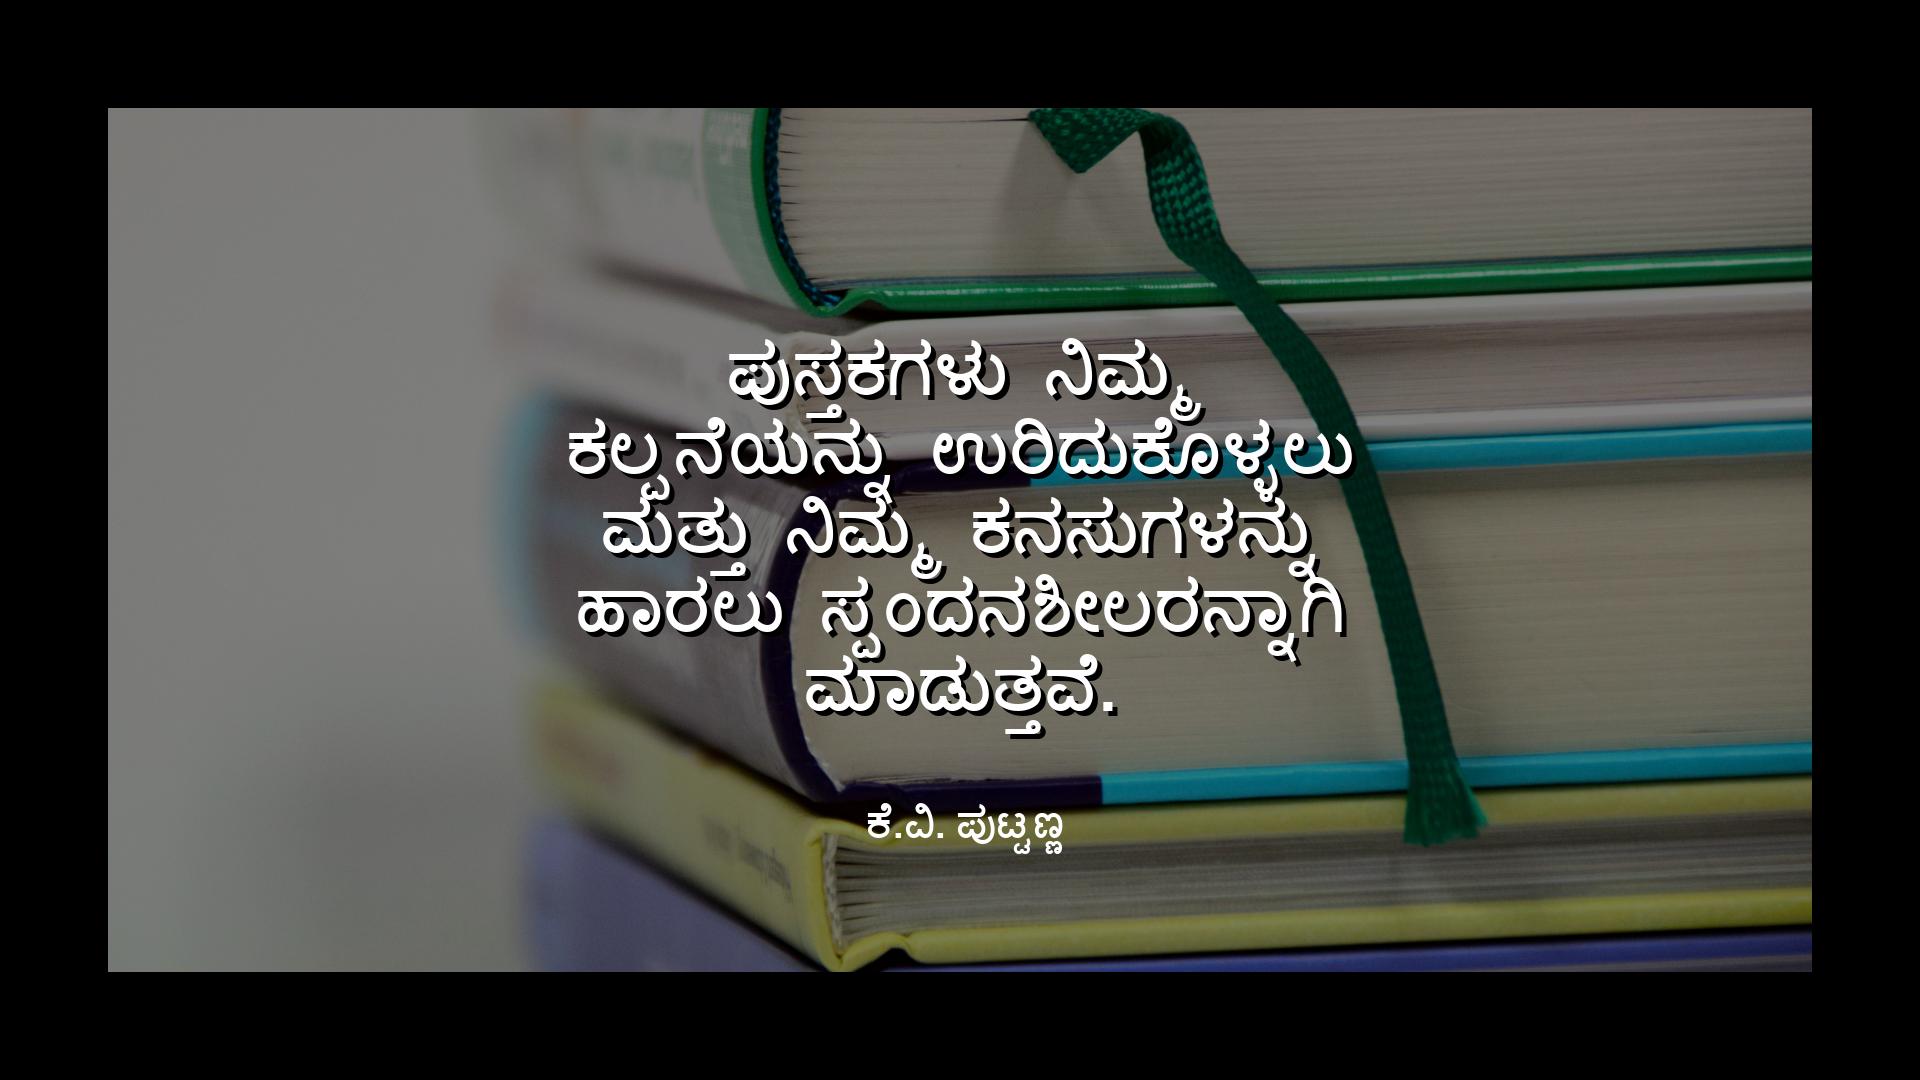 ಪುಸ್ತಕಗಳು ನಿಮ್ಮ
ಕಲ್ಪನೆಯನ್ನು ಉರಿದುಕೊಳ್ಳಲು
ಮತ್ತು ನಿಮ್ಮ ಕನಸುಗಳನ್ನು
ಹಾರಲು ಸ್ಪಂದನಶೀಲರನ್ನಾಗಿ
ಮಾಡುತ್ತವೆ.
ಕೆ.ವಿ. ಪುಟ್ಟಣ್ಣ